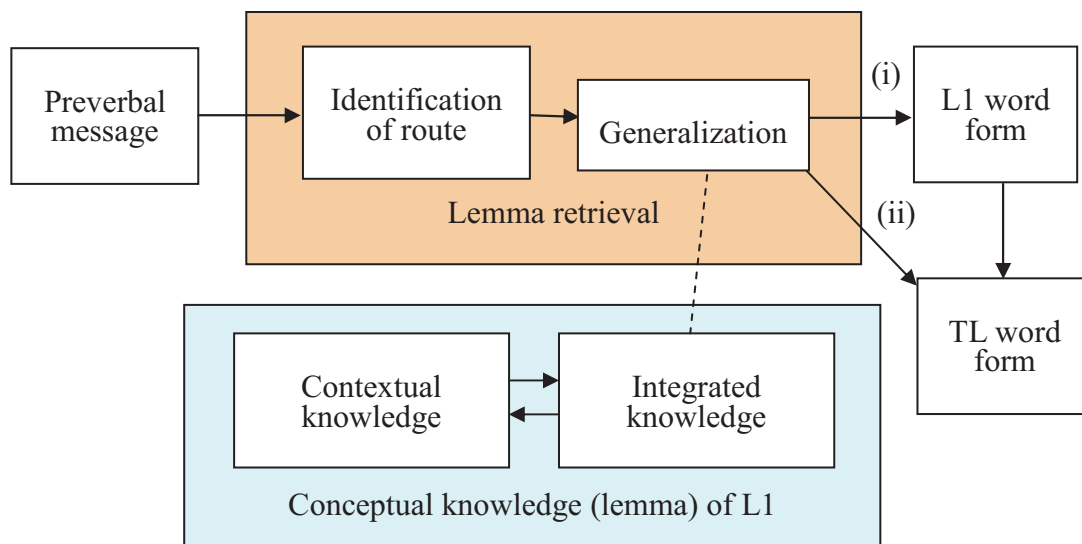 Preverbal
message
Identification
of route
Generalization
Lemma retrieval
(i)
(ii)
L1 word
form
TL word
form
Contextual
knowledge
Integrated
knowledge
Conceptual knowledge (lemma) of L1